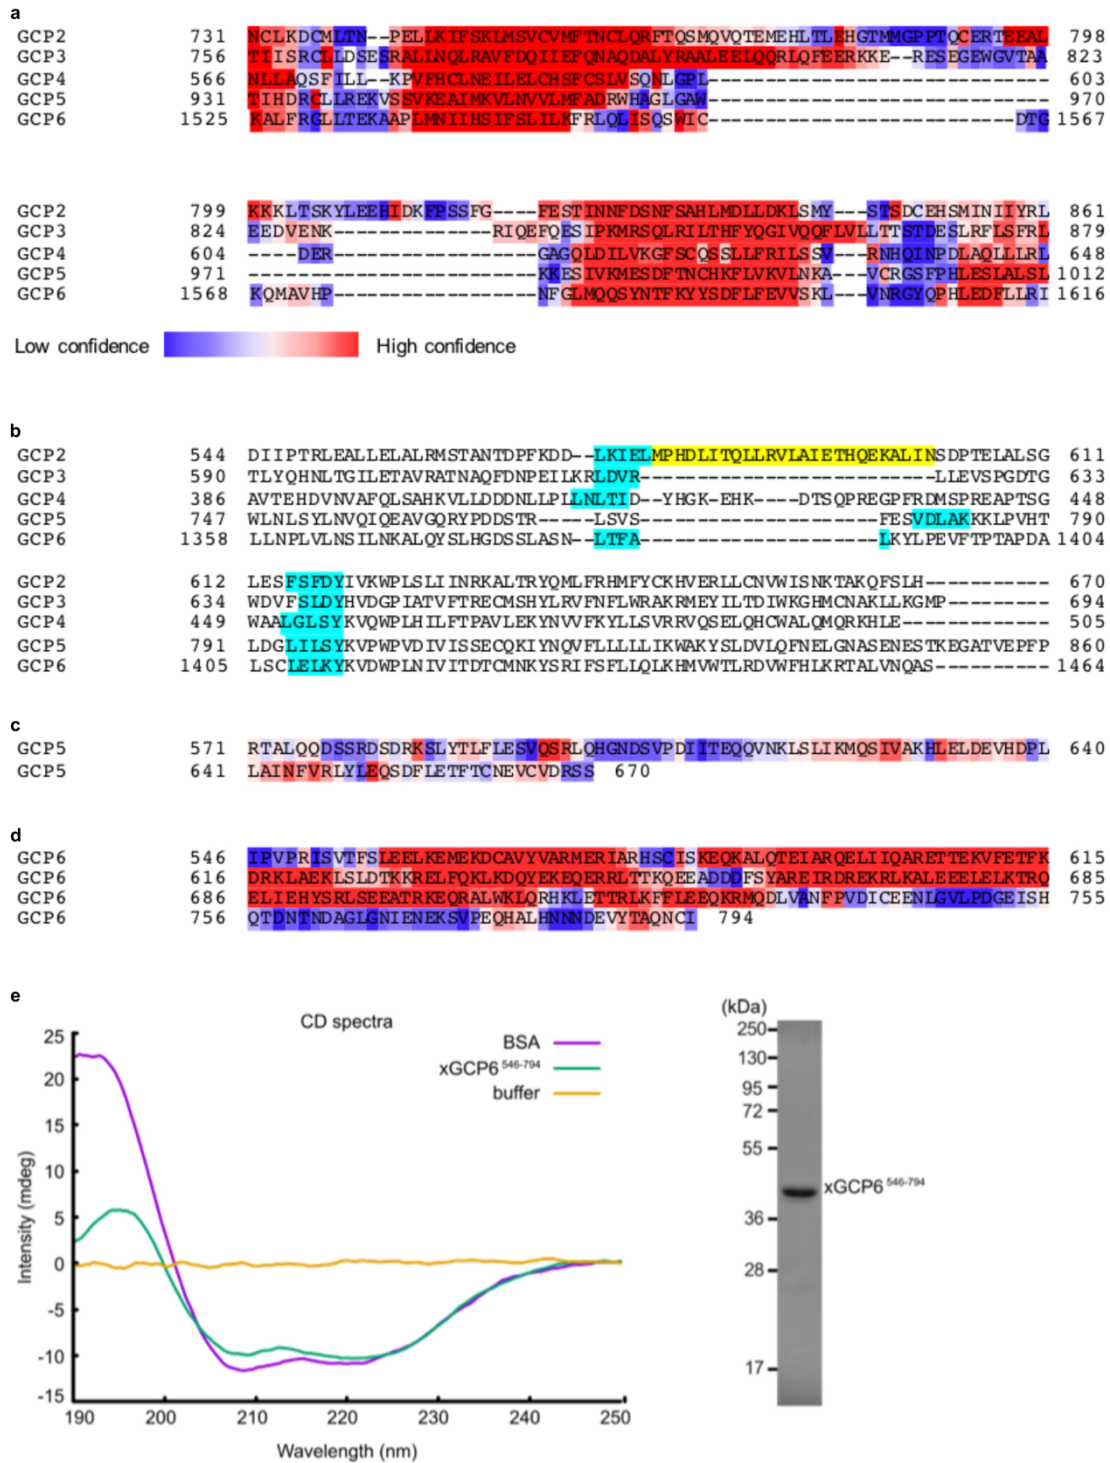 a
GCP2 731 NCLKDCMLTN--PELLKIFSKLMSVCVMFTNCLQRFTQSMQVQTEMEHLTLEHGTMMGPPTQCERTEEAL 798
GCP3 756 TIISRCLLDSESRALLNQLRAVFDQIIEFQNAQDALYRAALEELQQRLQFEERKKE--RESEGEWGVTAA 823
GCP4 566 NLLAQSFILL--KPVFHCLNEILELCHSFCSLVSQNLGPL------------------------------ 603
GCP5 931 TIHDRCLLREKVSSVKEAIMKVLNVVLMFADRWHAGLGAW------------------------------ 970
GCP6 1525 KALFRGLLTEKAAPLMNIIHSIFSLILKFRLQLISQSWIC---------------------------DTG 1567
GCP2 799 KKKLTSKYLEEHIDKFPSSFG----FESTINNFDSNFSAHLMDLLDKLSMY---STSDCEHSMINIIYRL 861
GCP3 824 EEDVENK--------------RIQEFQESIPKMRSQLRILTHFYQGIVQQFLVLLTTSTDESLRFLSFRL 879
GCP4 604 ----DER------------------GAGQLDILVKGFSCQSSLLFRILSSV---RNHQINPDLAQLLLRL 648
GCP5 971 -------------------------KKESIVKMESDFTNCHKFLVKVLNKA---VCRGSFPHLESLALSL 1012
GCP6 1568 KQMAVHP------------------NFGLMQQSYNTFKYYSDFLFEVVSKL---VNRGYQPHLEDFLLRI 1616
Low confidence High confidence
b
GCP2 544 DIIPTRLEALLELALRMSTANTDPFKDD--LKIELMPHDLITQLLRVLAIETHQEKALINSDPTELALSG 611
GCP3 590 TLYQHNLTGILETAVRATNAQFDNPEILKRLDVR--------------------------LLEVSPGDTG 633
GCP4 386 AVTEHDVNVAFQLSAHKVLLDDDNLLPLLNLTID---YHGK-EHK----DTSQPREGPFRDMSPREAPTSG 448
GCP5 747 WLNLSYLNVQIQEAVGQRYPDDSTR-----LSVS---------------------FESVDLAKKKLPVHT 790
GCP6 1358 LLNPLVLNSILNKALQYSLHGDSSLASN--LTFA---------------------LKYLPEVFTPTAPDA 1404
GCP2 612 LESFSFDYIVKWPLSLIINRKALTRYQMLFRHMFYCKHVERLLCNVWISNKTAKQFSLH----------- 670
GCP3 634 WDVFSLDYHVDGPIATVFTRECMSHYLRVFNFLWRAKRMEYILTDIWKGHMCNAKLLKGMP--------- 694
GCP4 449 WAALGLSYKVQWPLHILFTPAVLEKYNVVFKYLLSVRRVQSELQHCWALQMQRKHLE------------- 505
GCP5 791 LDGLILSYKVPWPVDIVISSECQKIYNQVFLLLLLIKWAKYSLDVLQFNELGNASENESTKEGATVEPFP 860
GCP6 1405 LSCLELKYKVDWPLNIVITDTCMNKYSRIFSFLLQLKHMVWTLRDVWFHLKRTALVNQAS---------- 1464
c
GCP5 571 RTALQQDSSRDSDRKSLYTLFLESVQSRLQHGNDSVPDIITEQQVNKLSLIKMQSIVAKHLELDEVHDPL 640
GCP5 641 LAINFVRLYLEQSDFLETFTCNEVCVDRSS 670
d
GCP6 546 IPVPRISVTFSLEELKEMEKDCAVYVARMERIARHSCISKEQKALQTEIARQELIIQARETTEKVFETFK 615
GCP6 616 DRKLAEKLSLDTKKRELFQKLKDQYEKEQERRLTTKQEEADDDFSYAREIRDREKRLKALEEELELKTRQ 685
GCP6 686 ELIEHYSRLSEEATRKEQRALWKLQRHKLETTRLKFFLEEQKRMQDLVANFPVDICEENLGVLPDGEISH 755
GCP6 756 QTDNTNDAGLGNIENEKSVPEQHALHNNNDEVYTAQNCI 794
e
CD spectra
BSA
xGCP6 546-794
buffer
Intensity (mdeg)
25
20
15
10
5
0
-5
-10
-15
190 200 210 220 230 240 250
Wavelength (nm)
(kDa)
250
130
95
72
55
xGCP6 546-794
36
28
17